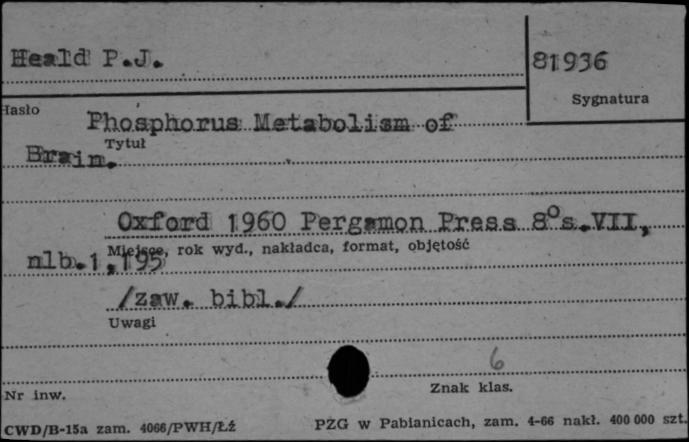 Heald P.J.
81936
Sygnatura
Hasło
Phosphorus Metabolism of
Tytuł
Brain.
Oxford 1960 Pergamon Press 8°s.VII,
Miejsce, rok wyd., nakładca, format, objętość
nlb.1,195
/zaw. bibl./
Uwagi
6
Nr inw.
Znak klas.
CWD/B-15a zam. 4066/PWH/Łź
PZG w Pabianicach, zam. 4-66 nakł. 400 000 szt.